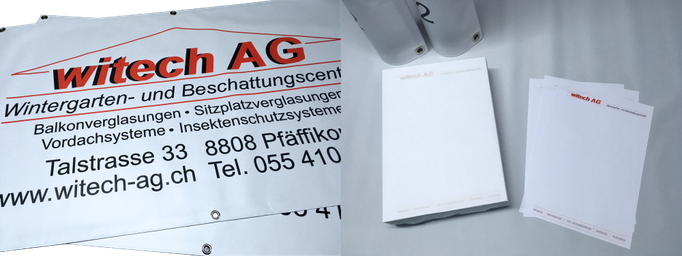 witech AG
Wintergarten- und Beschattungscent
Balkonverglasungen • Sitzplatzverglasungen
Vordachsysteme • Insektenschutzsysteme
Talstrasse 33 8808 Pfäffiko
www.witech-ag.ch Tel. 055 410
witech AG
witech AG